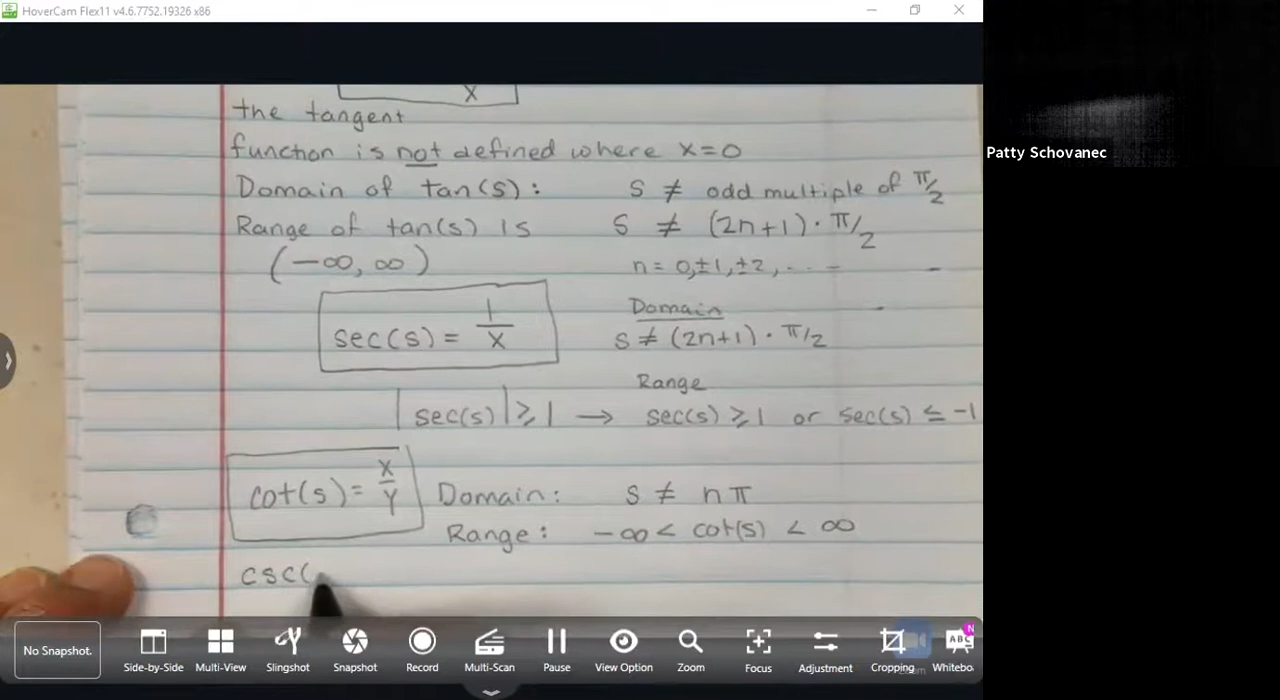 HoverCam Flex11 v4.6.7752.19326 x86
x
the tangent
function is not defined where x=0
Domain of tan(s): s ≠ odd multiple of π/2
Range of tan(s) is s ≠ (2n+1)·π/2
(-∞, ∞) n = 0, ±1, ±2, ....
sec(s) = 1/x
Domain
s ≠ (2n+1)·π/2
Range
|sec(s)| ⩾ 1 → sec(s) ⩾ 1 or sec(s) ≤ -1
cot(s) = x/y Domain: s ≠ nπ
Range: -∞ < cot(s) < ∞
csc(
Patty Schovanec
No Snapshot.
Side-by-Side
Multi-View
Slingshot
Snapshot
Record
Multi-Scan
Pause
View Option
Zoom
Focus
Adjustment
Cropping
ABC
N
Whitebo